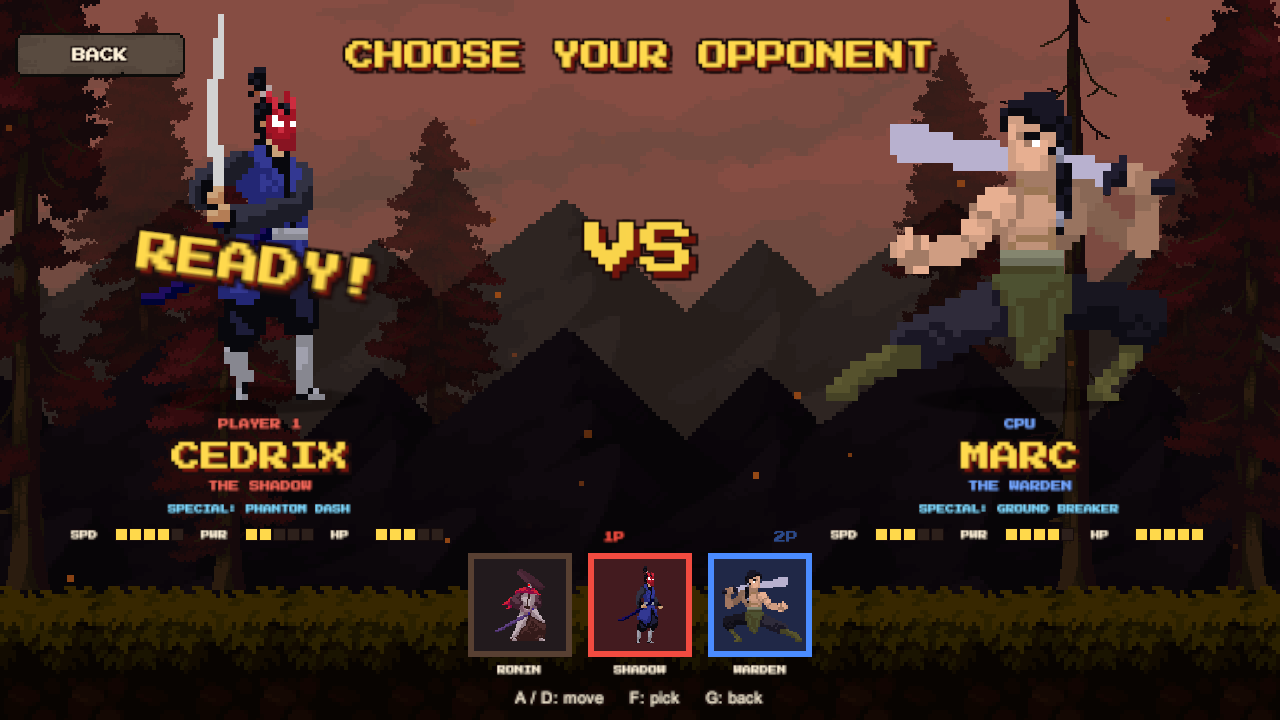 BACK
CHOOSE YOUR OPPONENT
READY!
VS
PLAYER 1
CEDRIX
THE SHADOW
SPECIAL: PHANTOM DASH
SPD PWR HP
CPU
MARC
THE WARDEN
SPECIAL: GROUND BREAKER
SPD PWR HP
1P
2P
RONIN
SHADOW
WARDEN
A / D: move F: pick G: back